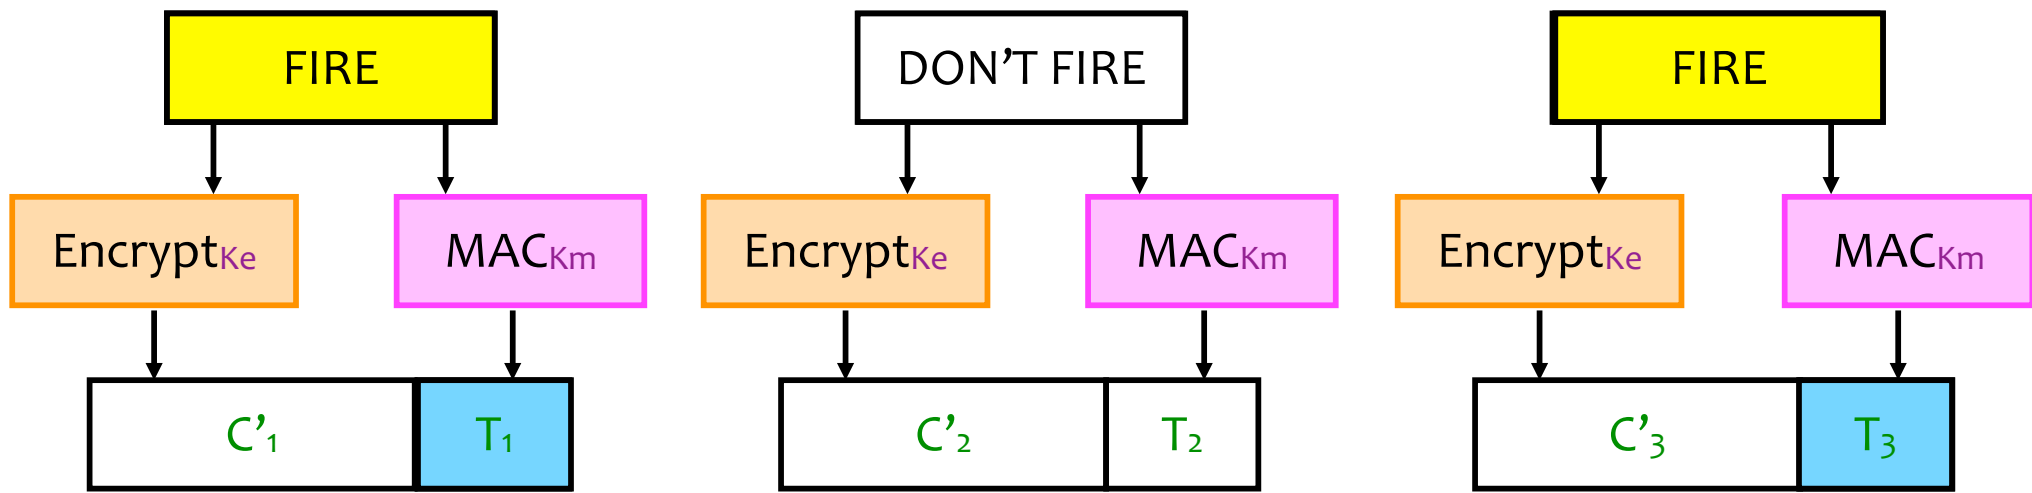 FIRE DON’T FIRE FIRE
EncryptKe MACKm EncryptKe MACKm EncryptKe MACKm
C’1 T1 C’2 T2 C’3 T3